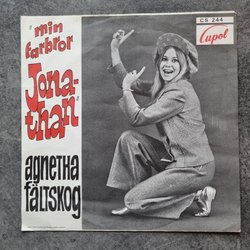 "min
farbror
Jona-
than"
agnetha
fältskog
CS 244
Cupol